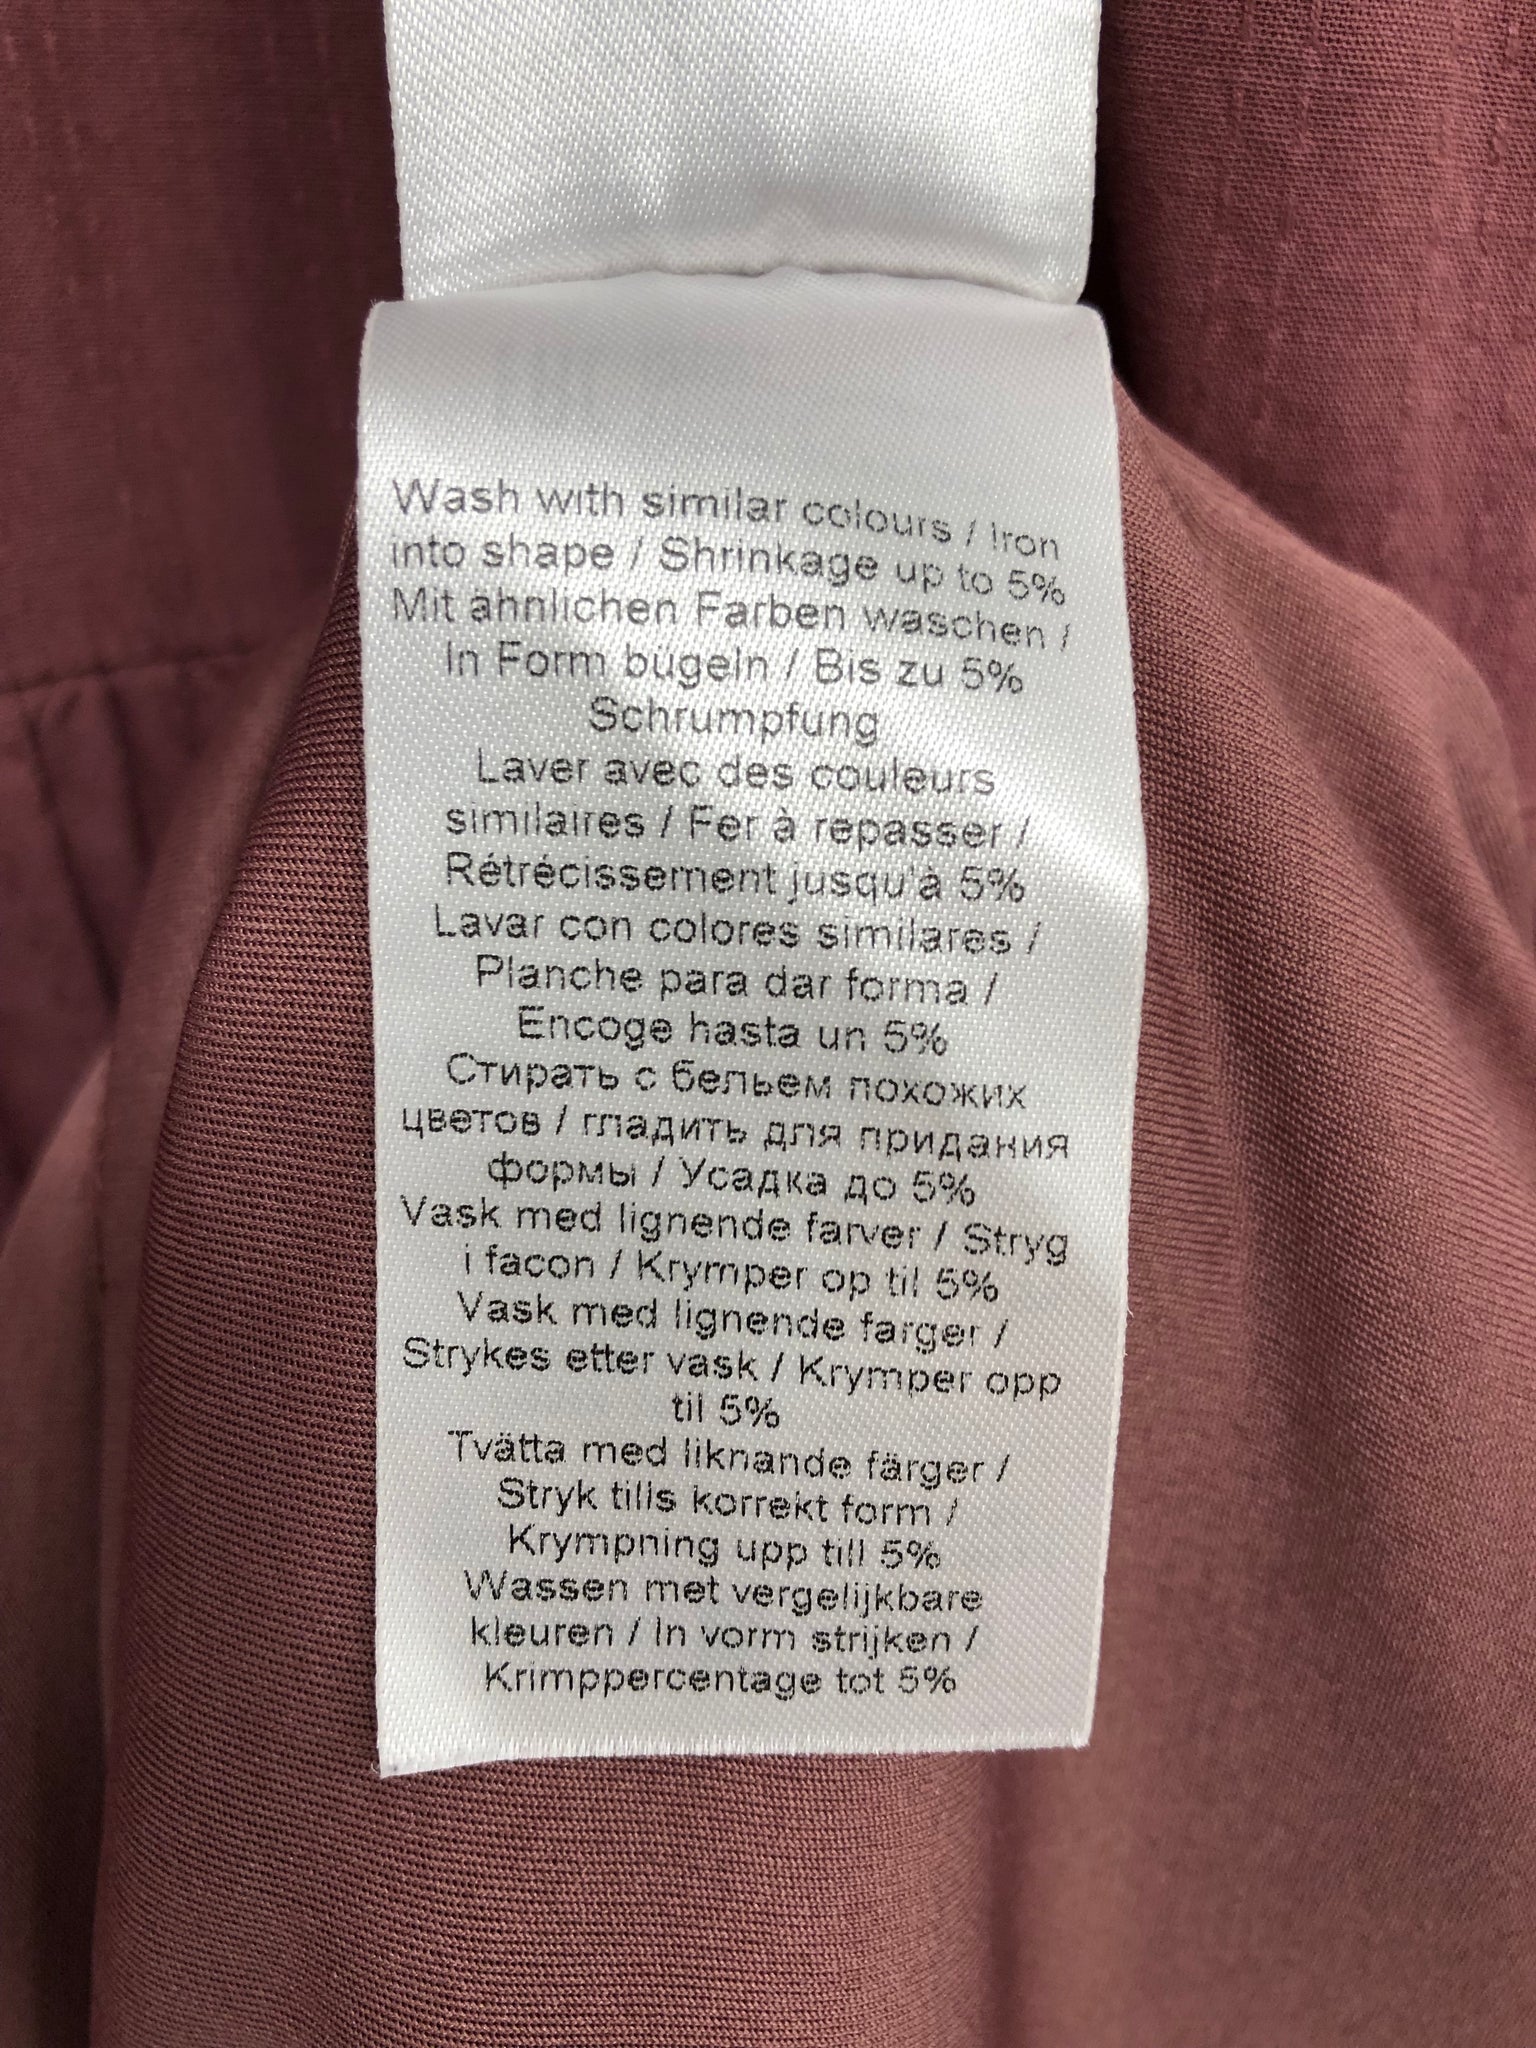 Wash with similar colours / Iron
into shape / Shrinkage up to 5%
Mit ähnlichen Farben waschen /
In Form bügeln / Bis zu 5%
Schrumpfung
Laver avec des couleurs
similaires / Fer à repasser /
Rétrécissement jusqu'à 5%
Lavar con colores similares /
Planche para dar forma /
Encoge hasta un 5%
Стирать с бельем похожих
цветов / гладить для придания
формы / Усадка до 5%
Vask med lignende farver / Stryg
i facon / Krymper op til 5%
Vask med lignende farger /
Strykes etter vask / Krymper opp
til 5%
Tvätta med liknande färger /
Stryk tills korrekt form /
Krympning upp till 5%
Wassen met vergelijkbare
kleuren / In vorm strijken /
Krimppercentage tot 5%